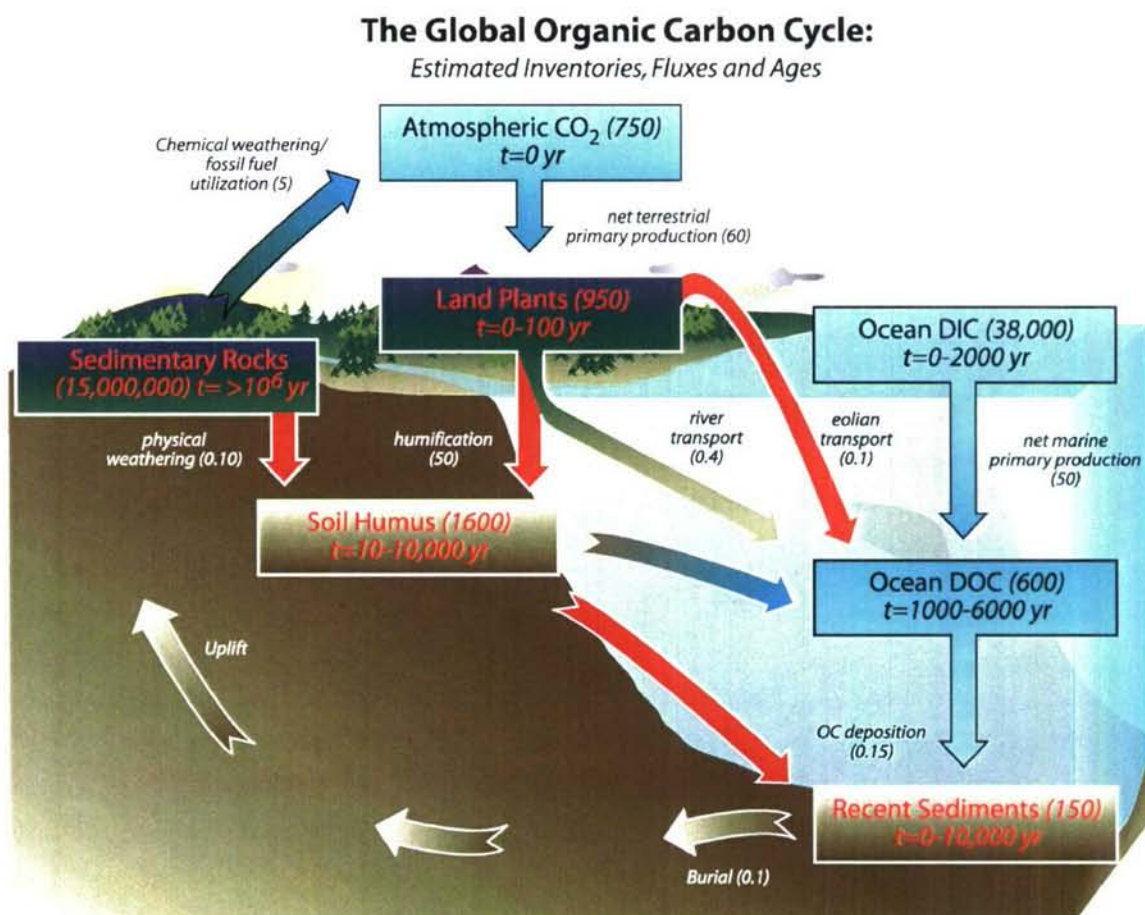 The Global Organic Carbon Cycle:
Estimated Inventories, Fluxes and Ages
Atmospheric CO₂ (750)
t=0 yr
Chemical weathering/
fossil fuel
utilization (5)
net terrestrial
primary production (60)
Land Plants (950)
t=0-100 yr
Ocean DIC (38,000)
t=0-2000 yr
Sedimentary Rocks
(15,000,000) t= >10⁶ yr
physical
weathering (0.10)
humification
(50)
river
transport
(0.4)
eolian
transport
(0.1)
net marine
primary production
(50)
Soil Humus (1600)
t=10-10,000 yr
Ocean DOC (600)
t=1000-6000 yr
Uplift
OC deposition
(0.15)
Recent Sediments (150)
t=0-10,000 yr
Burial (0.1)